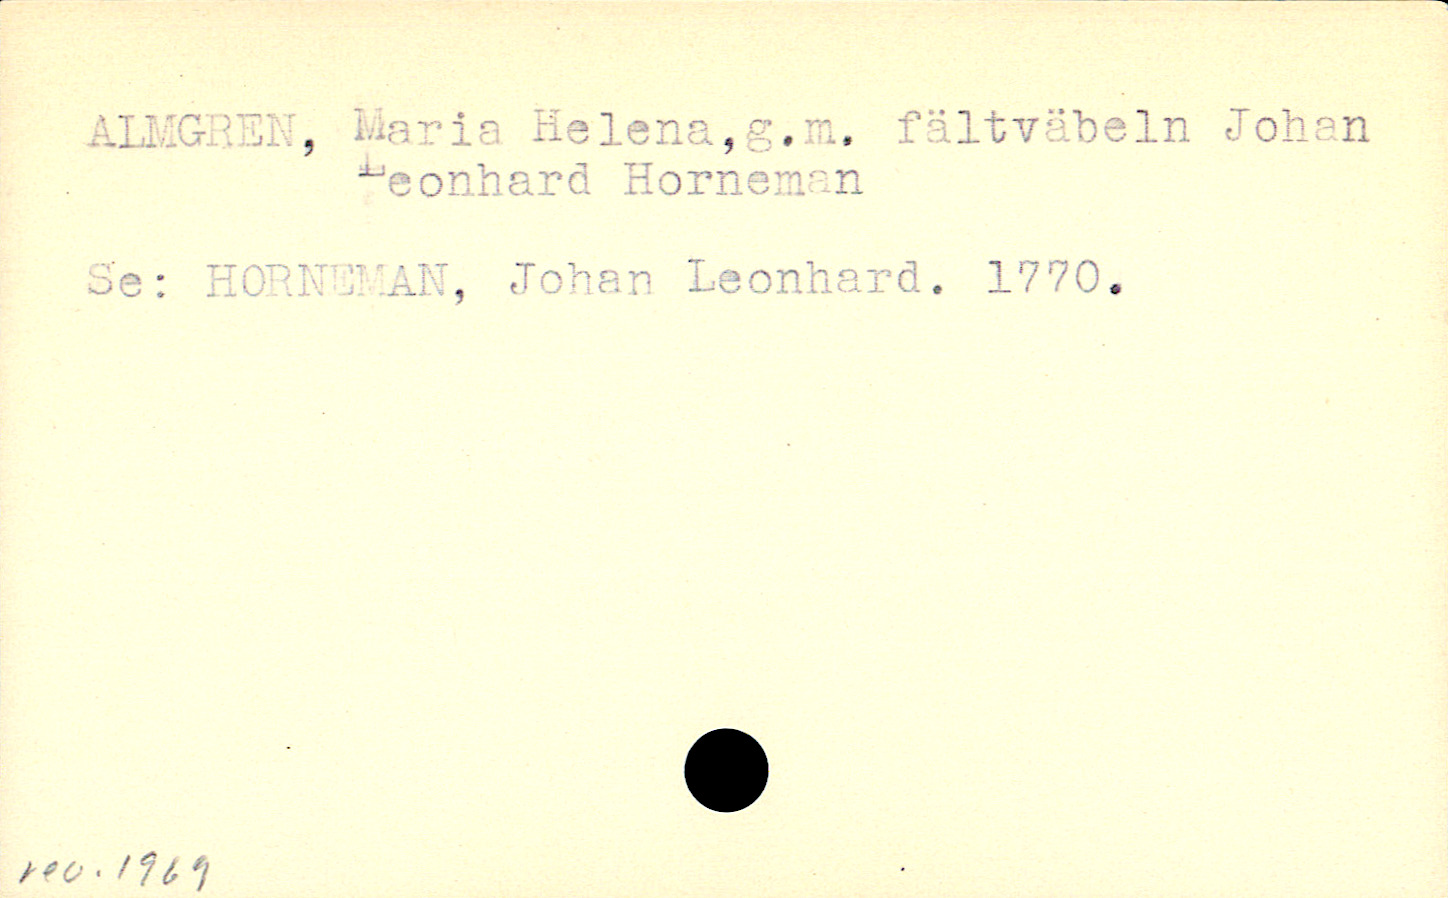 ALMGREN, Maria Helena,g.m. fältväbeln Johan
Leonhard Horneman
Se: HORNEMAN, Johan Leonhard. 1770.
rev. 1969